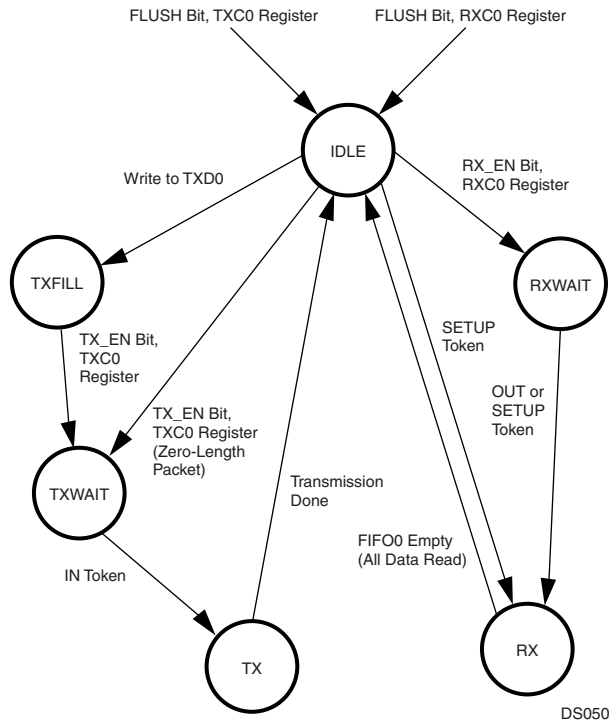 FLUSH Bit, TXC0 Register
FLUSH Bit, RXC0 Register
IDLE
Write to TXD0
RX_EN Bit,
RXC0 Register
TXFILL
RXWAIT
TX_EN Bit,
TXC0
Register
SETUP
Token
OUT or
SETUP
Token
TX_EN Bit,
TXC0 Register
(Zero-Length
Packet)
TXWAIT
Transmission
Done
FIFO0 Empty
(All Data Read)
IN Token
TX
RX
DS050